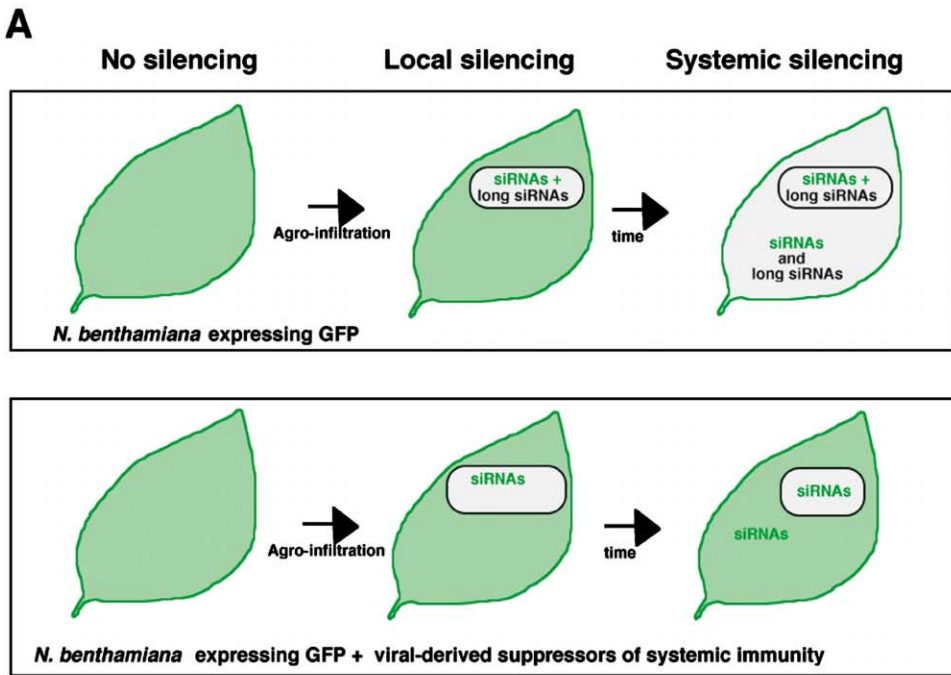 A
No silencing Local silencing Systemic silencing
siRNAs + siRNAs +
long siRNAs long siRNAs
Agro-infiltration time
siRNAs
and
long siRNAs
N. benthamiana expressing GFP
siRNAs siRNAs
siRNAs
Agro-infiltration time
N. benthamiana expressing GFP + viral-derived suppressors of systemic immunity